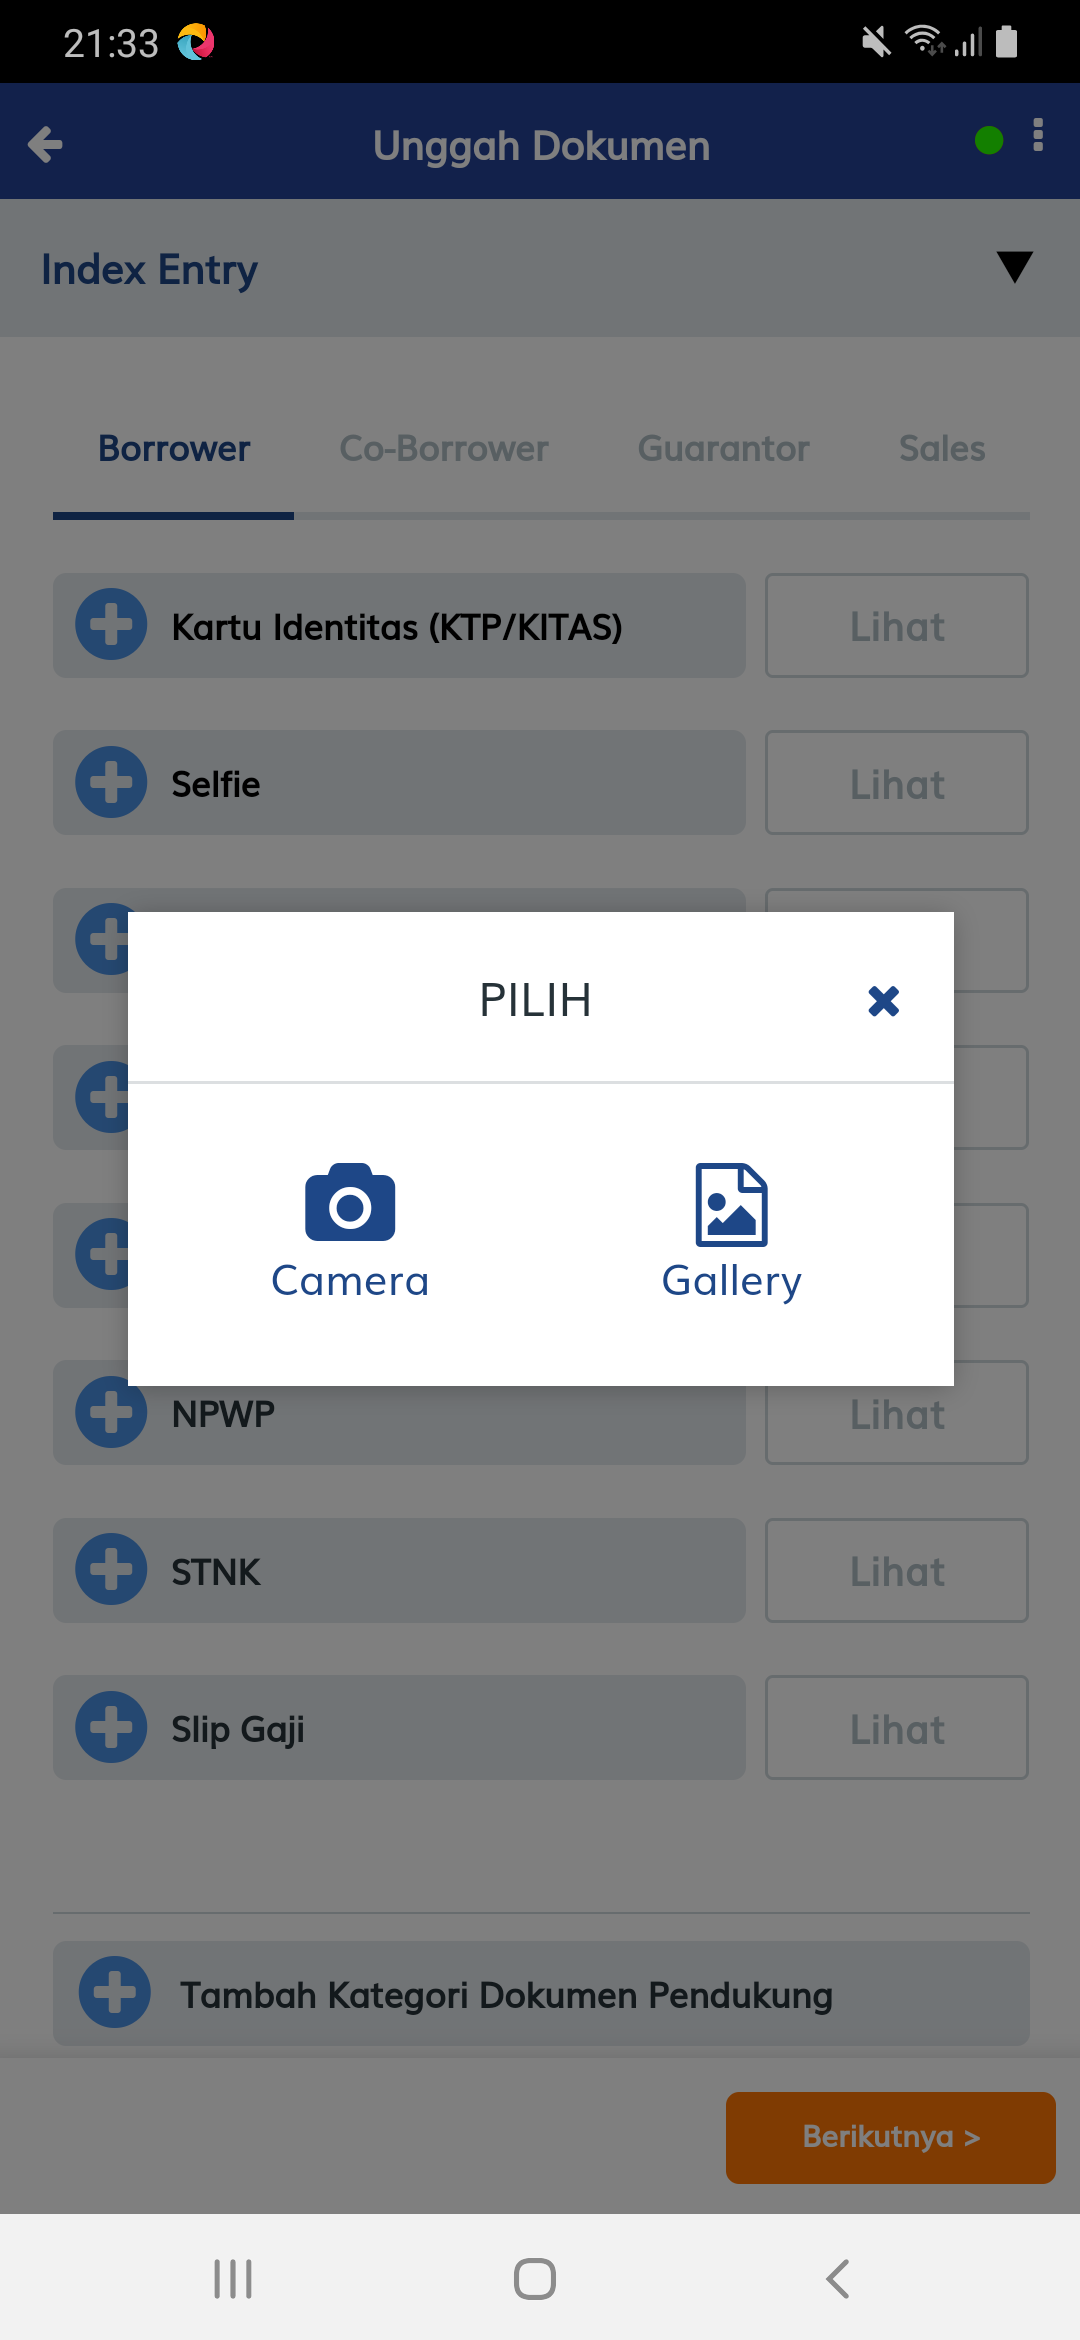 21:33
Unggah Dokumen
Index Entry
Borrower Co-Borrower Guarantor Sales
Kartu Identitas (KTP/KITAS) Lihat
Selfie Lihat
PILIH
Camera Gallery
NPWP Lihat
STNK Lihat
Slip Gaji Lihat
Tambah Kategori Dokumen Pendukung
Berikutnya >